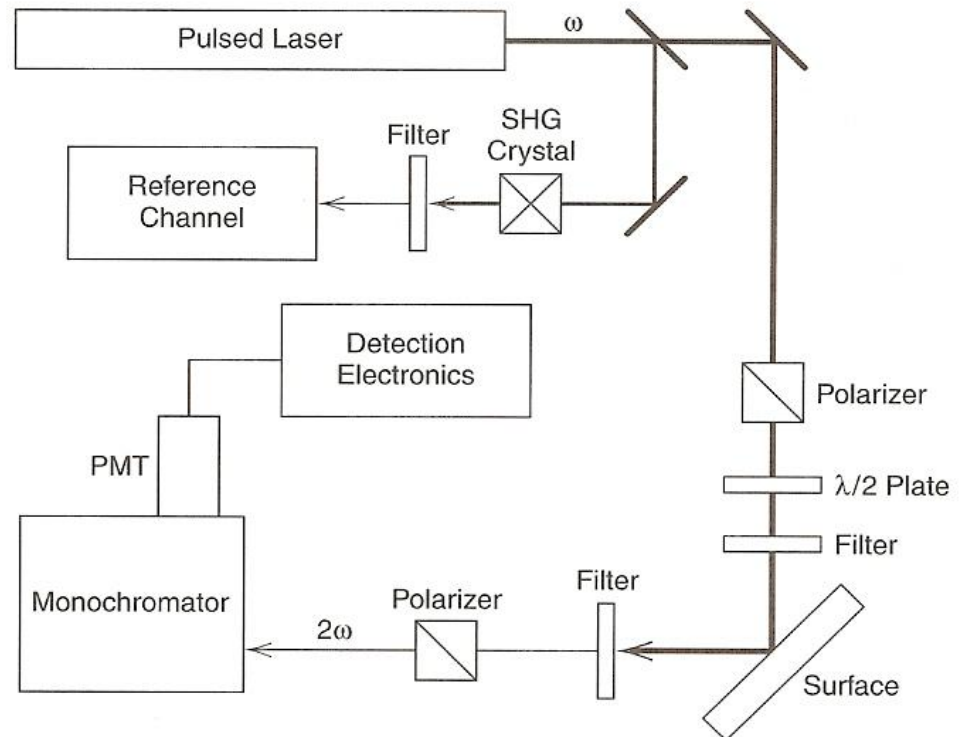 Pulsed Laser
ω
SHG
Crystal
Filter
Reference
Channel
Detection
Electronics
Polarizer
PMT
λ/2 Plate
Filter
Filter
Polarizer
Monochromator
2ω
Surface